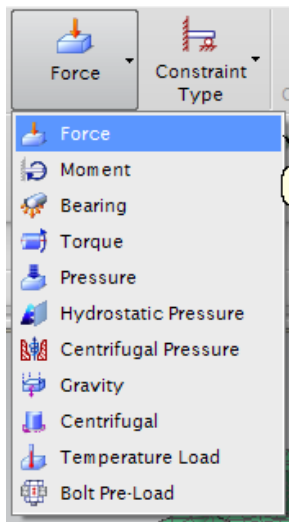 Force
Constraint
Type
Force
Moment
Bearing
Torque
Pressure
Hydrostatic Pressure
Centrifugal Pressure
Gravity
Centrifugal
Temperature Load
Bolt Pre-Load